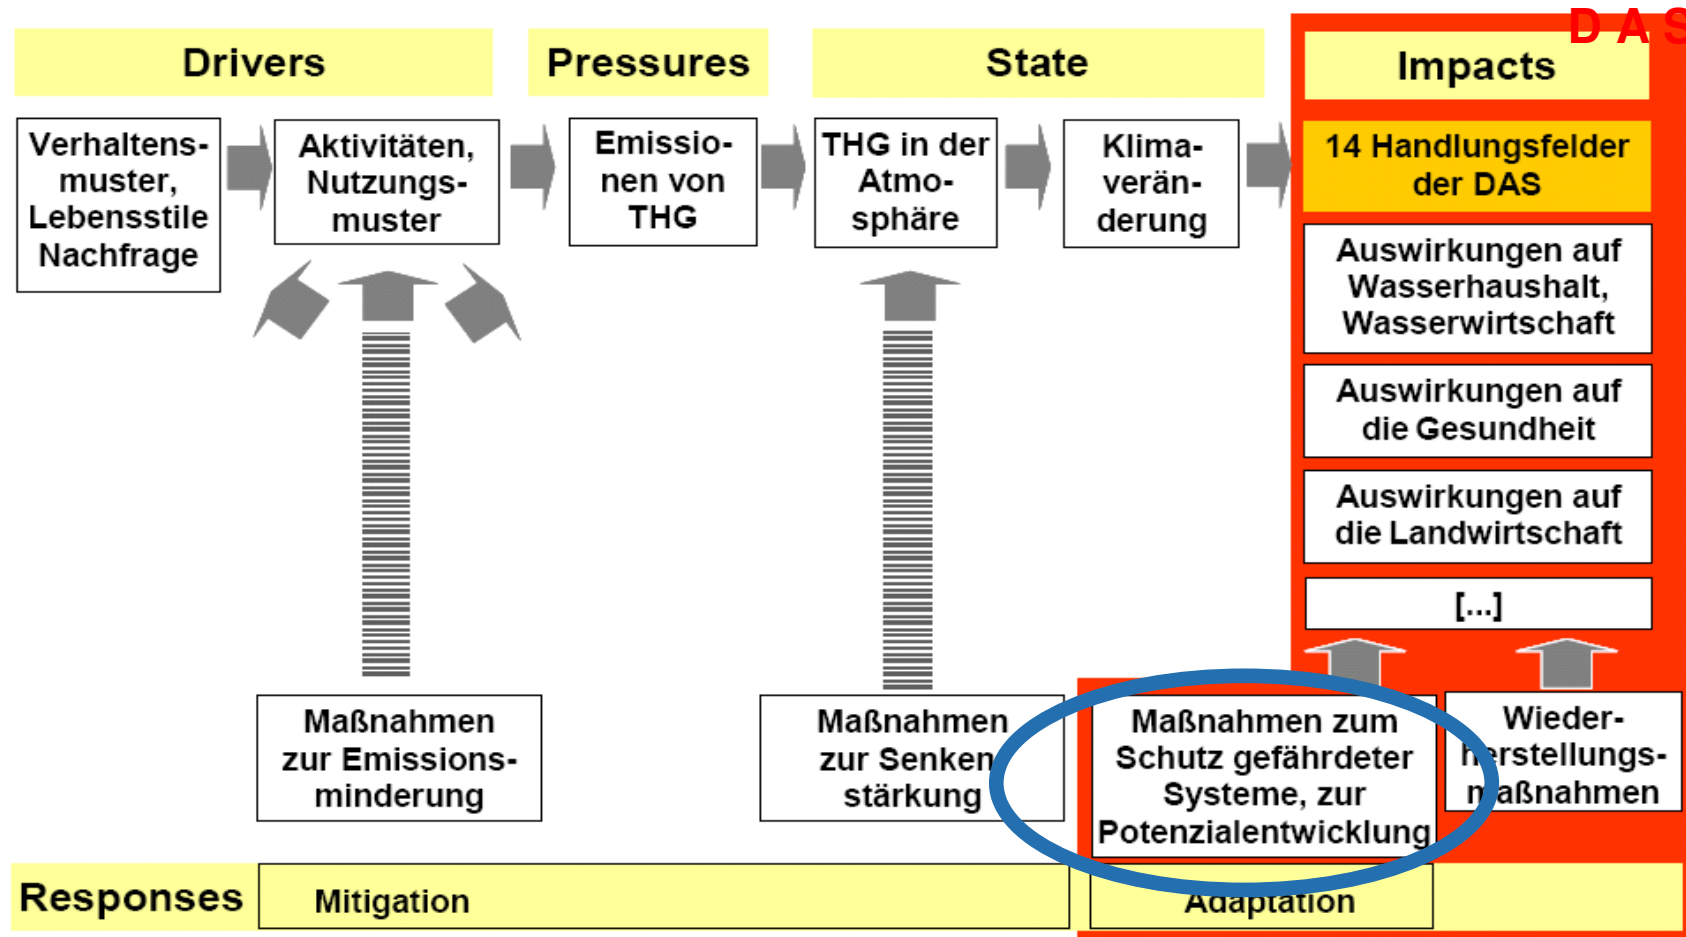 D A S
Drivers
Pressures
State
Impacts
Verhaltens-
muster,
Lebensstile
Nachfrage
Aktivitäten,
Nutzungs-
muster
Emissio-
nen von
THG
THG in der
Atmo-
sphäre
Klima-
verän-
derung
14 Handlungsfelder
der DAS
Auswirkungen auf
Wasserhaushalt,
Wasserwirtschaft
Auswirkungen auf
die Gesundheit
Auswirkungen auf
die Landwirtschaft
[...]
Maßnahmen
zur Emissions-
minderung
Maßnahmen
zur Senken
stärkung
Maßnahmen zum
Schutz gefährdeter
Systeme, zur
Potenzialentwicklung
Wieder-
herstellungs-
maßnahmen
Responses
Mitigation
Adaptation